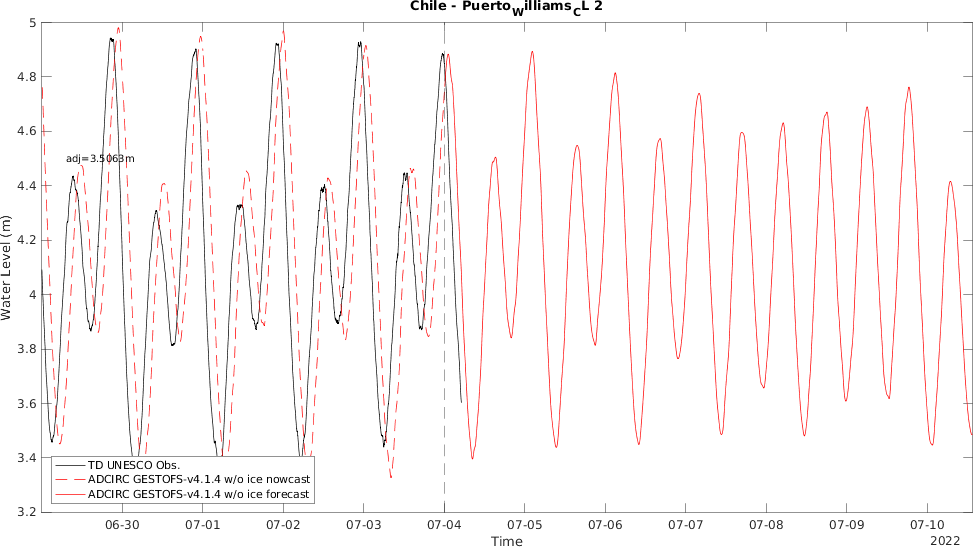 Chile - Puerto_Williams_CL 2
5
4.8
4.6
4.4
4.2
4
3.8
3.6
3.4
3.2
Water Level (m)
adj=3.5063m
TD UNESCO Obs.
ADCIRC GESTOFS-v4.1.4 w/o ice nowcast
ADCIRC GESTOFS-v4.1.4 w/o ice forecast
06-30 07-01 07-02 07-03 07-04 07-05 07-06 07-07 07-08 07-09 07-10
Time
2022